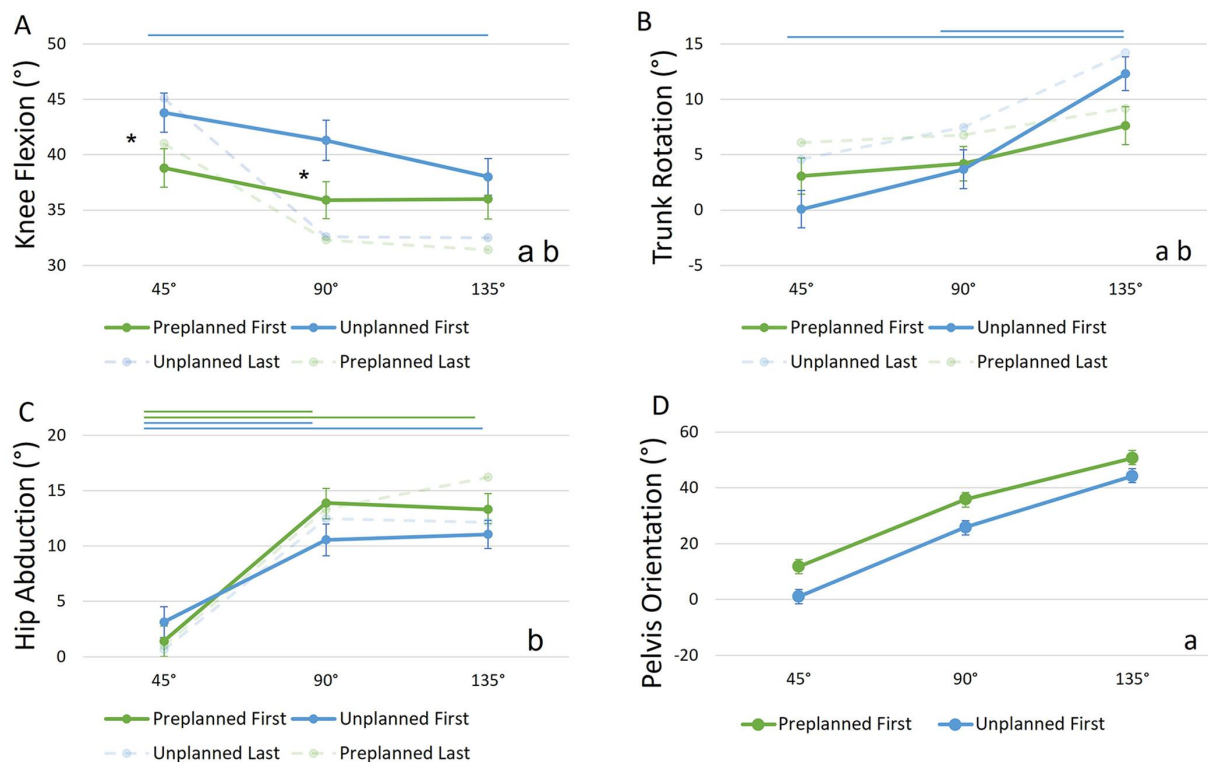 A
Knee Flexion (°)
50
45
40
35
30
*
*
a b
45° 90° 135°
Preplanned First Unplanned First
Unplanned Last Preplanned Last
B
Trunk Rotation (°)
15
10
5
0
-5
a b
45° 90° 135°
Preplanned First Unplanned First
Unplanned Last Preplanned Last
C
Hip Abduction (°)
20
15
10
5
0
b
45° 90° 135°
Preplanned First Unplanned First
Unplanned Last Preplanned Last
D
Pelvis Orientation (°)
60
40
20
0
-20
a
45° 90° 135°
Preplanned First Unplanned First